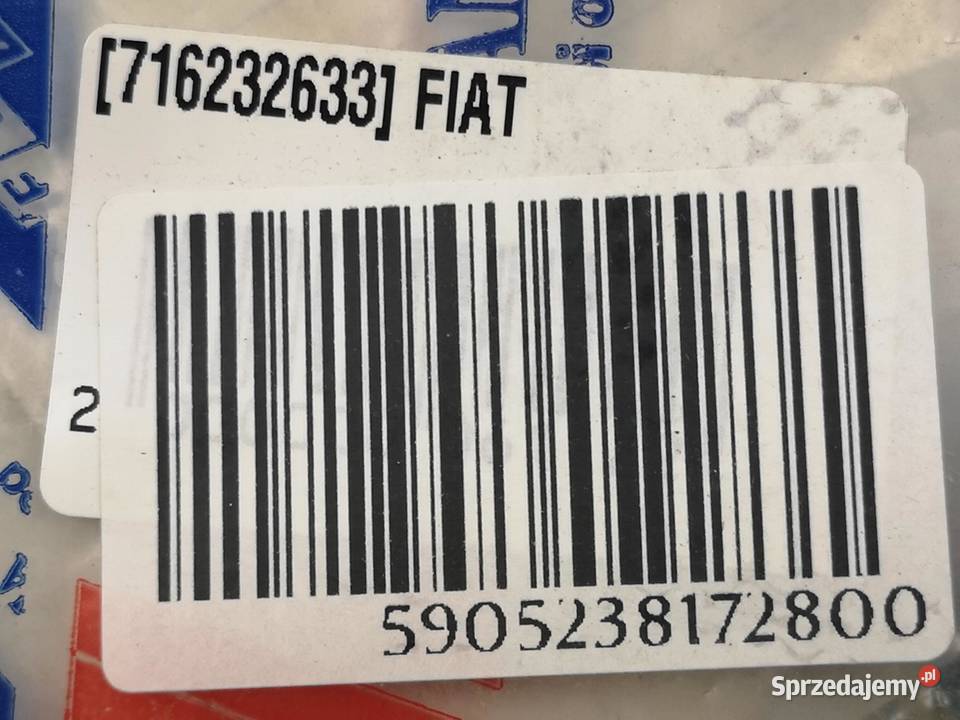 [716232633] FIAT
2
5905238172800
Sprzedajemy.pl